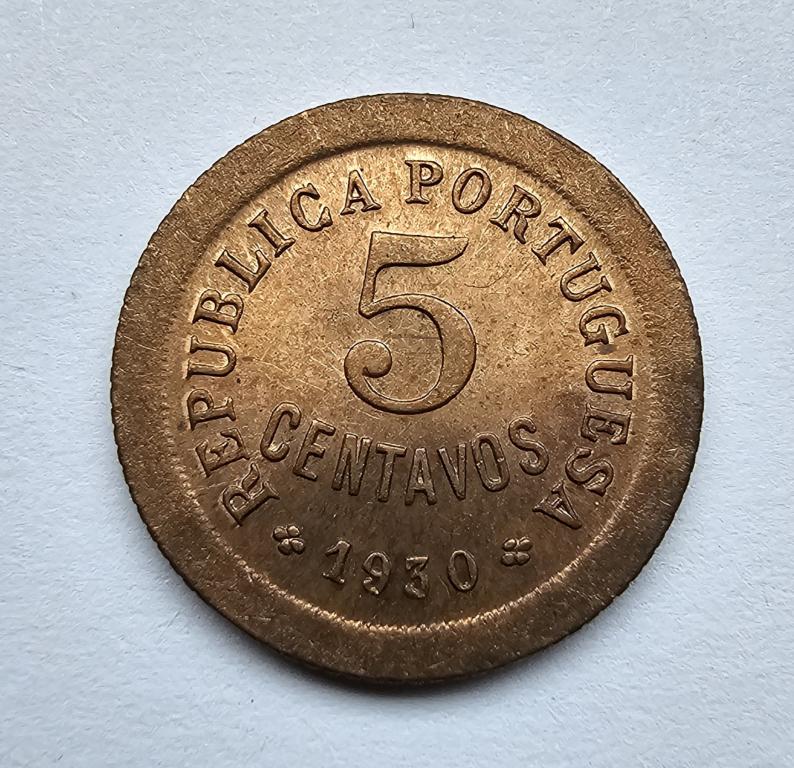 REPUBLICA PORTUGUESA
5
CENTAVOS
1930